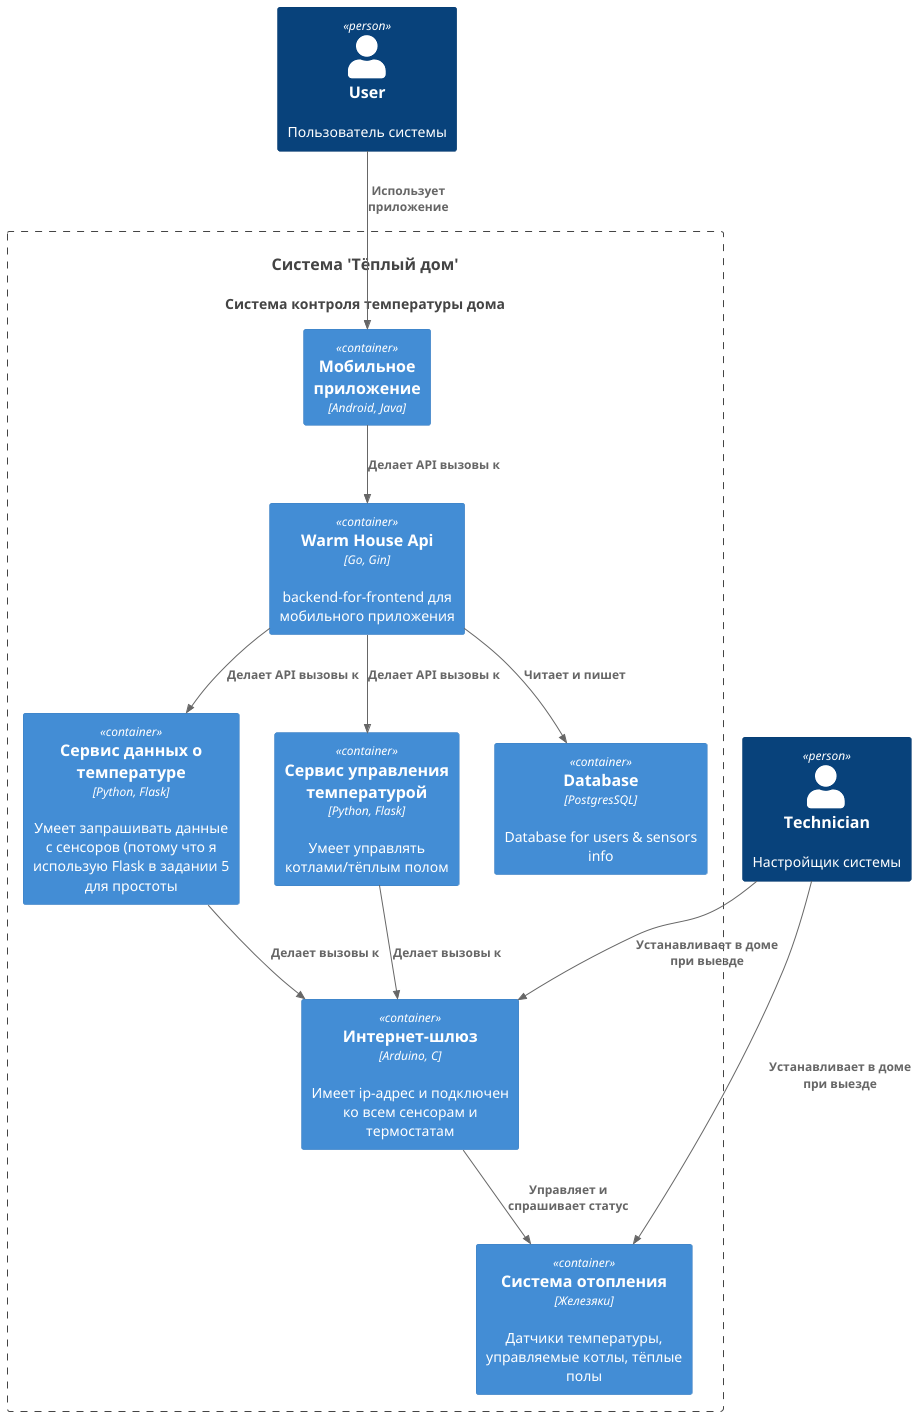 «person»
User
Пользователь системы
Использует
приложение
Система 'Тёплый дом'
Система контроля температуры дома
«container»
Мобильное
приложение
[Android, Java]
Делает API вызовы к
«container»
Warm House Api
[Go, Gin]
backend-for-frontend для
мобильного приложения
Делает API вызовы к
Делает API вызовы к
Читает и пишет
«container»
Сервис данных о
температуре
[Python, Flask]
Умеет запрашивать данные
с сенсоров (потому что я
использую Flask в задании 5
для простоты
«container»
Сервис управления
температурой
[Python, Flask]
Умеет управлять
котлами/тёплым полом
«container»
Database
[PostgresSQL]
Database for users & sensors
info
«person»
Technician
Настройщик системы
Делает вызовы к
Делает вызовы к
Устанавливает в доме
при выевде
«container»
Интернет-шлюз
[Arduino, C]
Имеет ip-адрес и подключен
ко всем сенсорам и
термостатам
Устанавливает в доме
при выезде
Управляет и
спрашивает статус
«container»
Система отопления
[Железяки]
Датчики температуры,
управляемые котлы, тёплые
полы